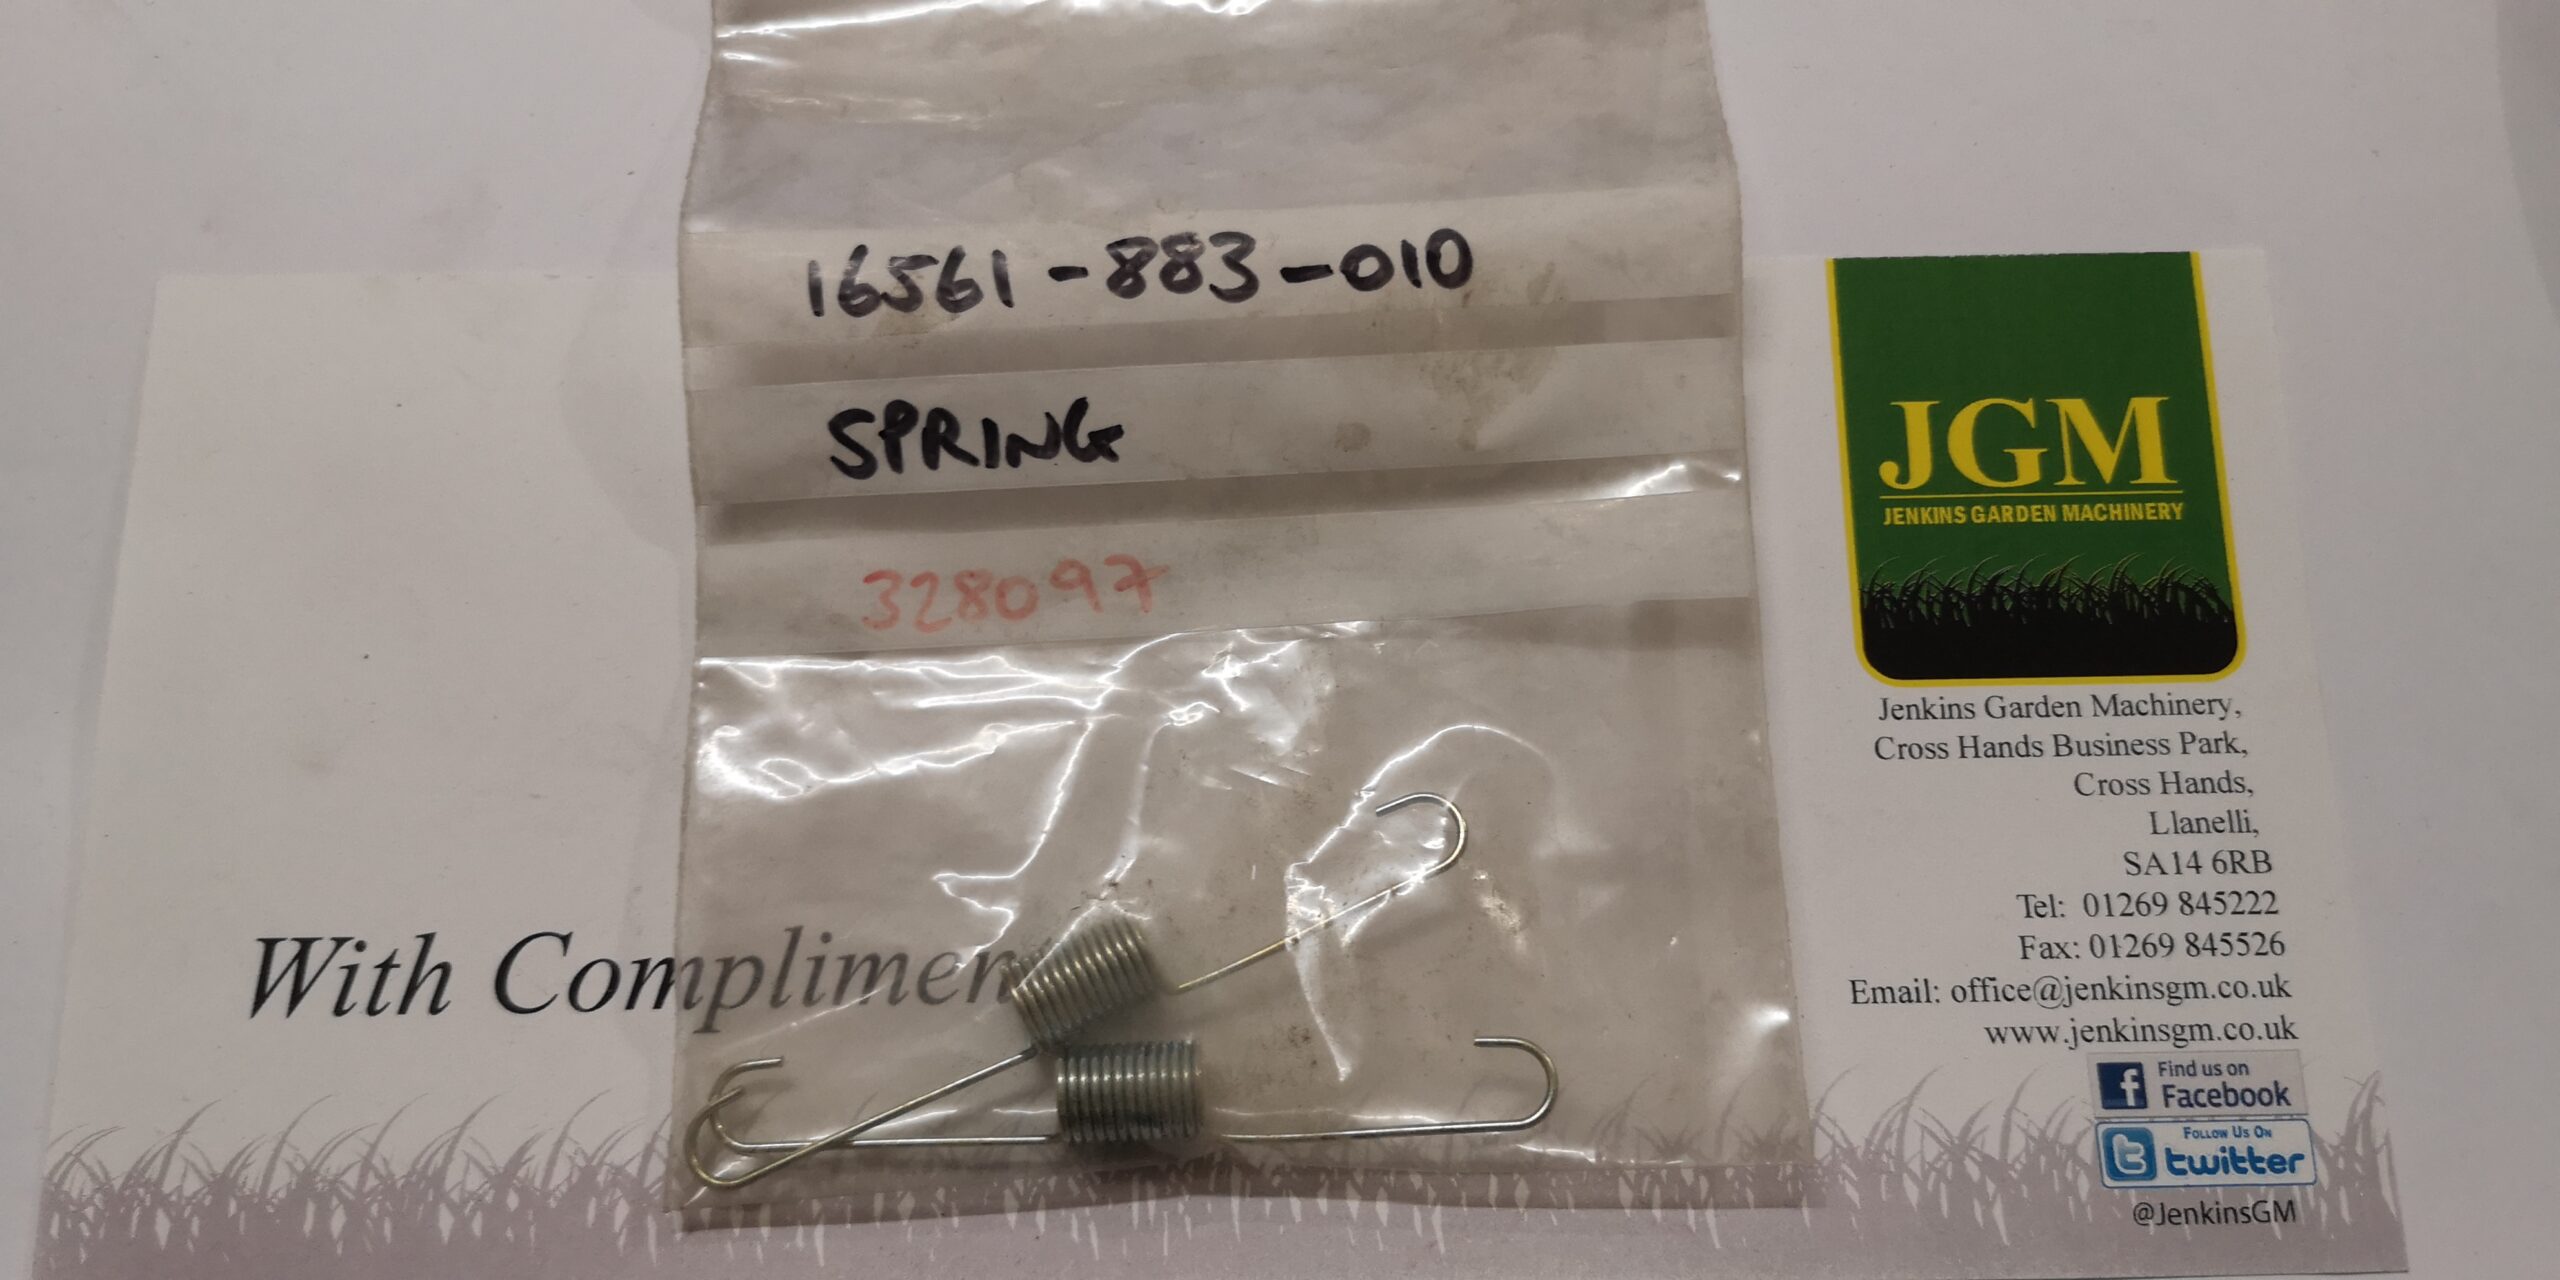 16561-883-010
SPRING
328097
With Complimen
JGM
JENKINS GARDEN MACHINERY
Jenkins Garden Machinery,
Cross Hands Business Park,
Cross Hands,
Llanelli,
SA14 6RB
Tel: 01269 845222
Fax: 01269 845526
Email: office@jenkinsgm.co.uk
www.jenkinsgm.co.uk
f
Find us on
Facebook
t
Follow Us On
twitter
@JenkinsGM